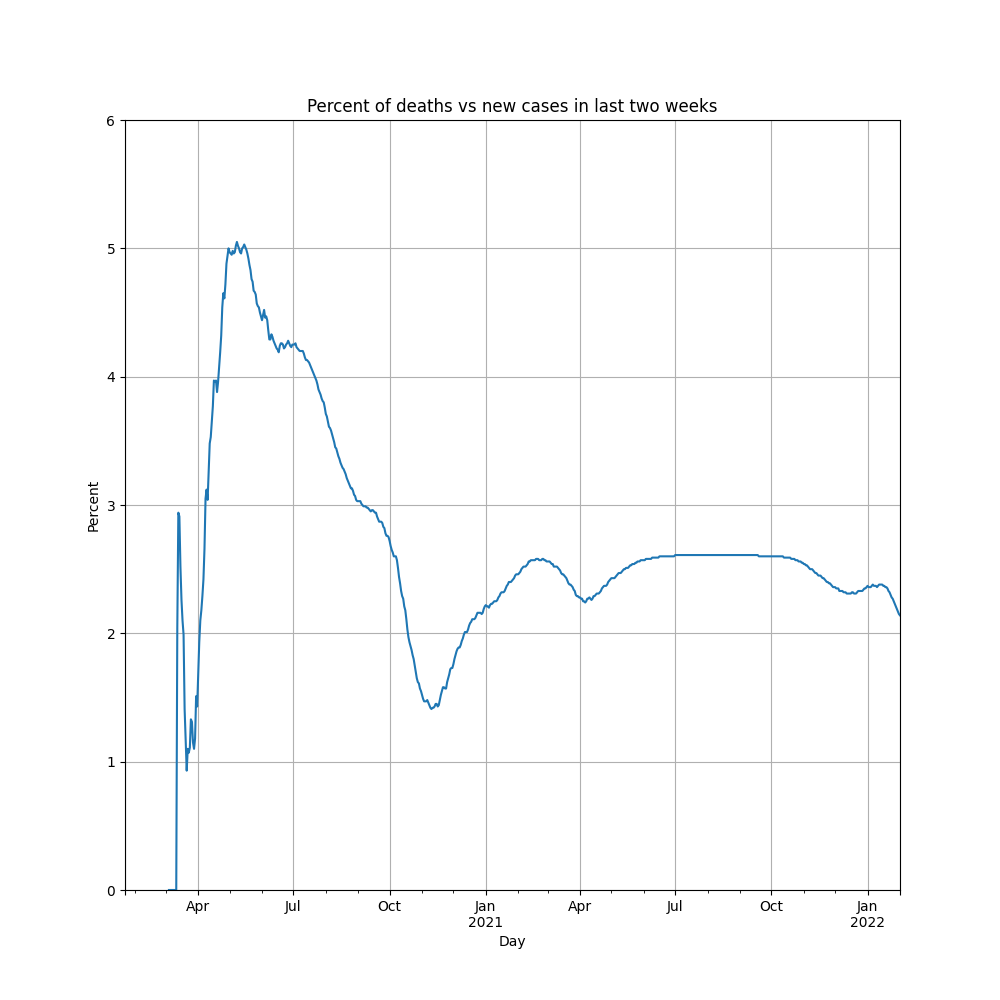 Percent of deaths vs new cases in last two weeks
6
5
4
3
2
1
0
Percent
Apr Jul Oct Jan Apr Jul Oct Jan
2021 2022
Day